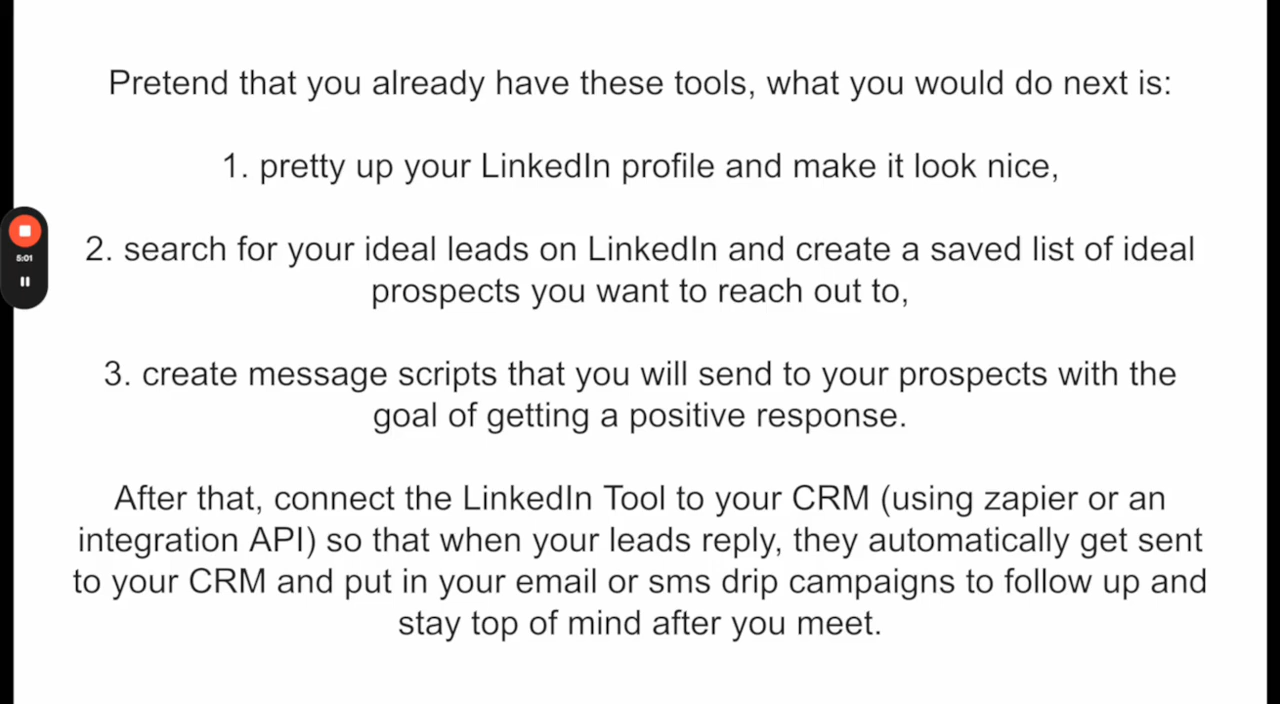 Pretend that you already have these tools, what you would do next is:
1. pretty up your LinkedIn profile and make it look nice,
2. search for your ideal leads on LinkedIn and create a saved list of ideal
prospects you want to reach out to,
3. create message scripts that you will send to your prospects with the
goal of getting a positive response.
After that, connect the LinkedIn Tool to your CRM (using zapier or an
integration API) so that when your leads reply, they automatically get sent
to your CRM and put in your email or sms drip campaigns to follow up and
stay top of mind after you meet.
5:01